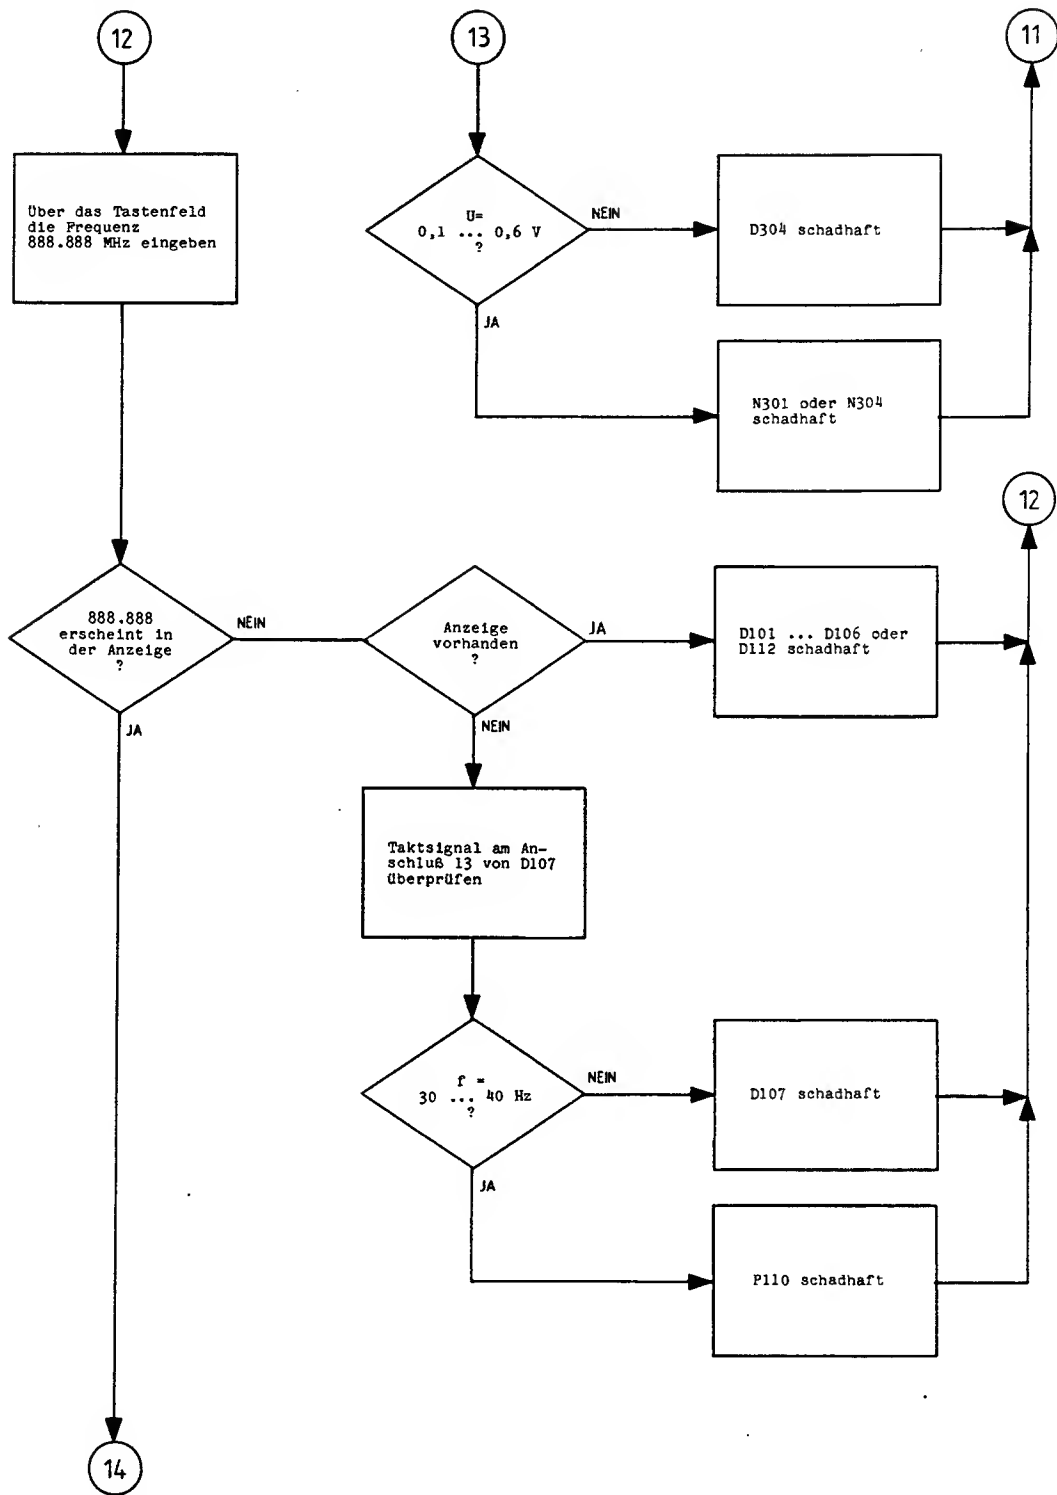 12
13
11
Über das Tastenfeld
die Frequenz
888.888 MHz eingeben
U=
0,1 ... 0,6 V
?
NEIN
D304 schadhaft
JA
N301 oder N304
schadhaft
12
888.888
erscheint in
der Anzeige
?
NEIN
Anzeige
vorhanden
?
JA
D101 ... D106 oder
D112 schadhaft
JA
NEIN
Taktsignal am An-
schluß 13 von D107
überprüfen
f =
30 ... 40 Hz
?
NEIN
D107 schadhaft
JA
P110 schadhaft
14